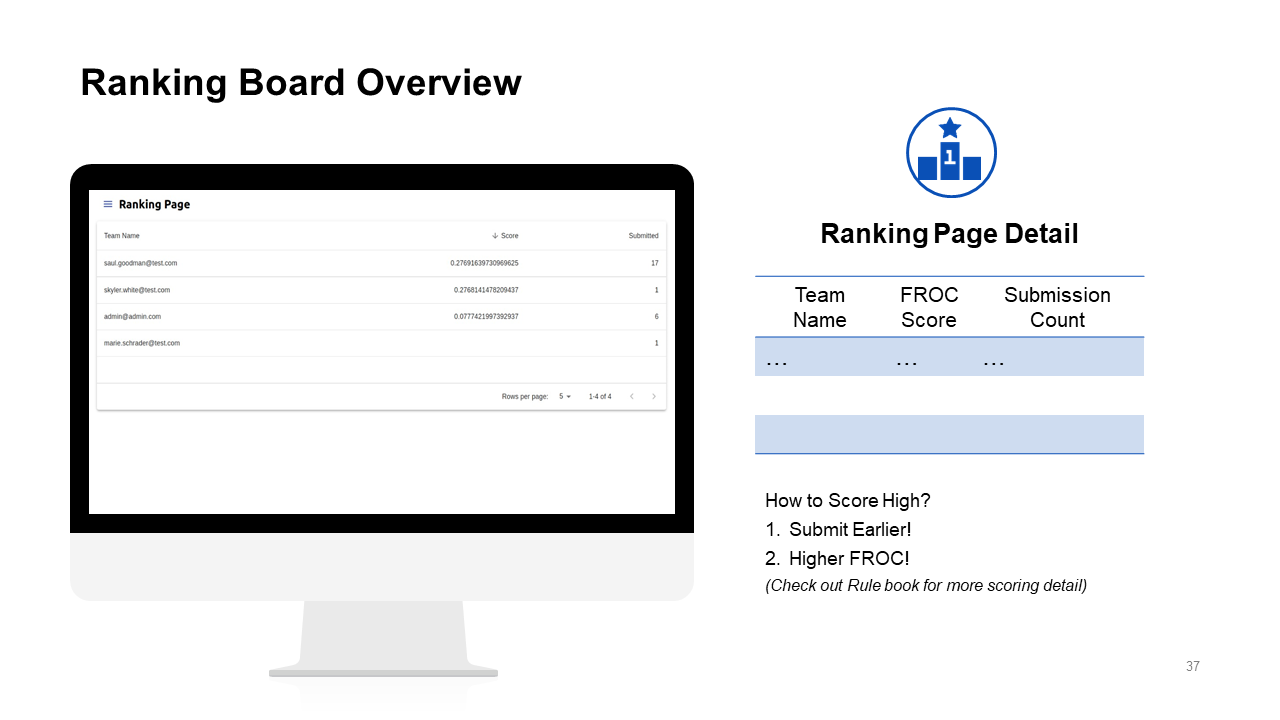 Ranking Board Overview
Ranking Page
Team Name ↓ Score Submitted
saul.goodman@test.com 0.27691639730969625 17
skyler.white@test.com 0.2768141478209437 1
admin@admin.com 0.0777421997392937 6
marie.schrader@test.com 1
Rows per page: 5 1-4 of 4
1
Ranking Page Detail
Team Name FROC Score Submission Count
... ... ...
How to Score High?
1. Submit Earlier!
2. Higher FROC!
(Check out Rule book for more scoring detail)
37